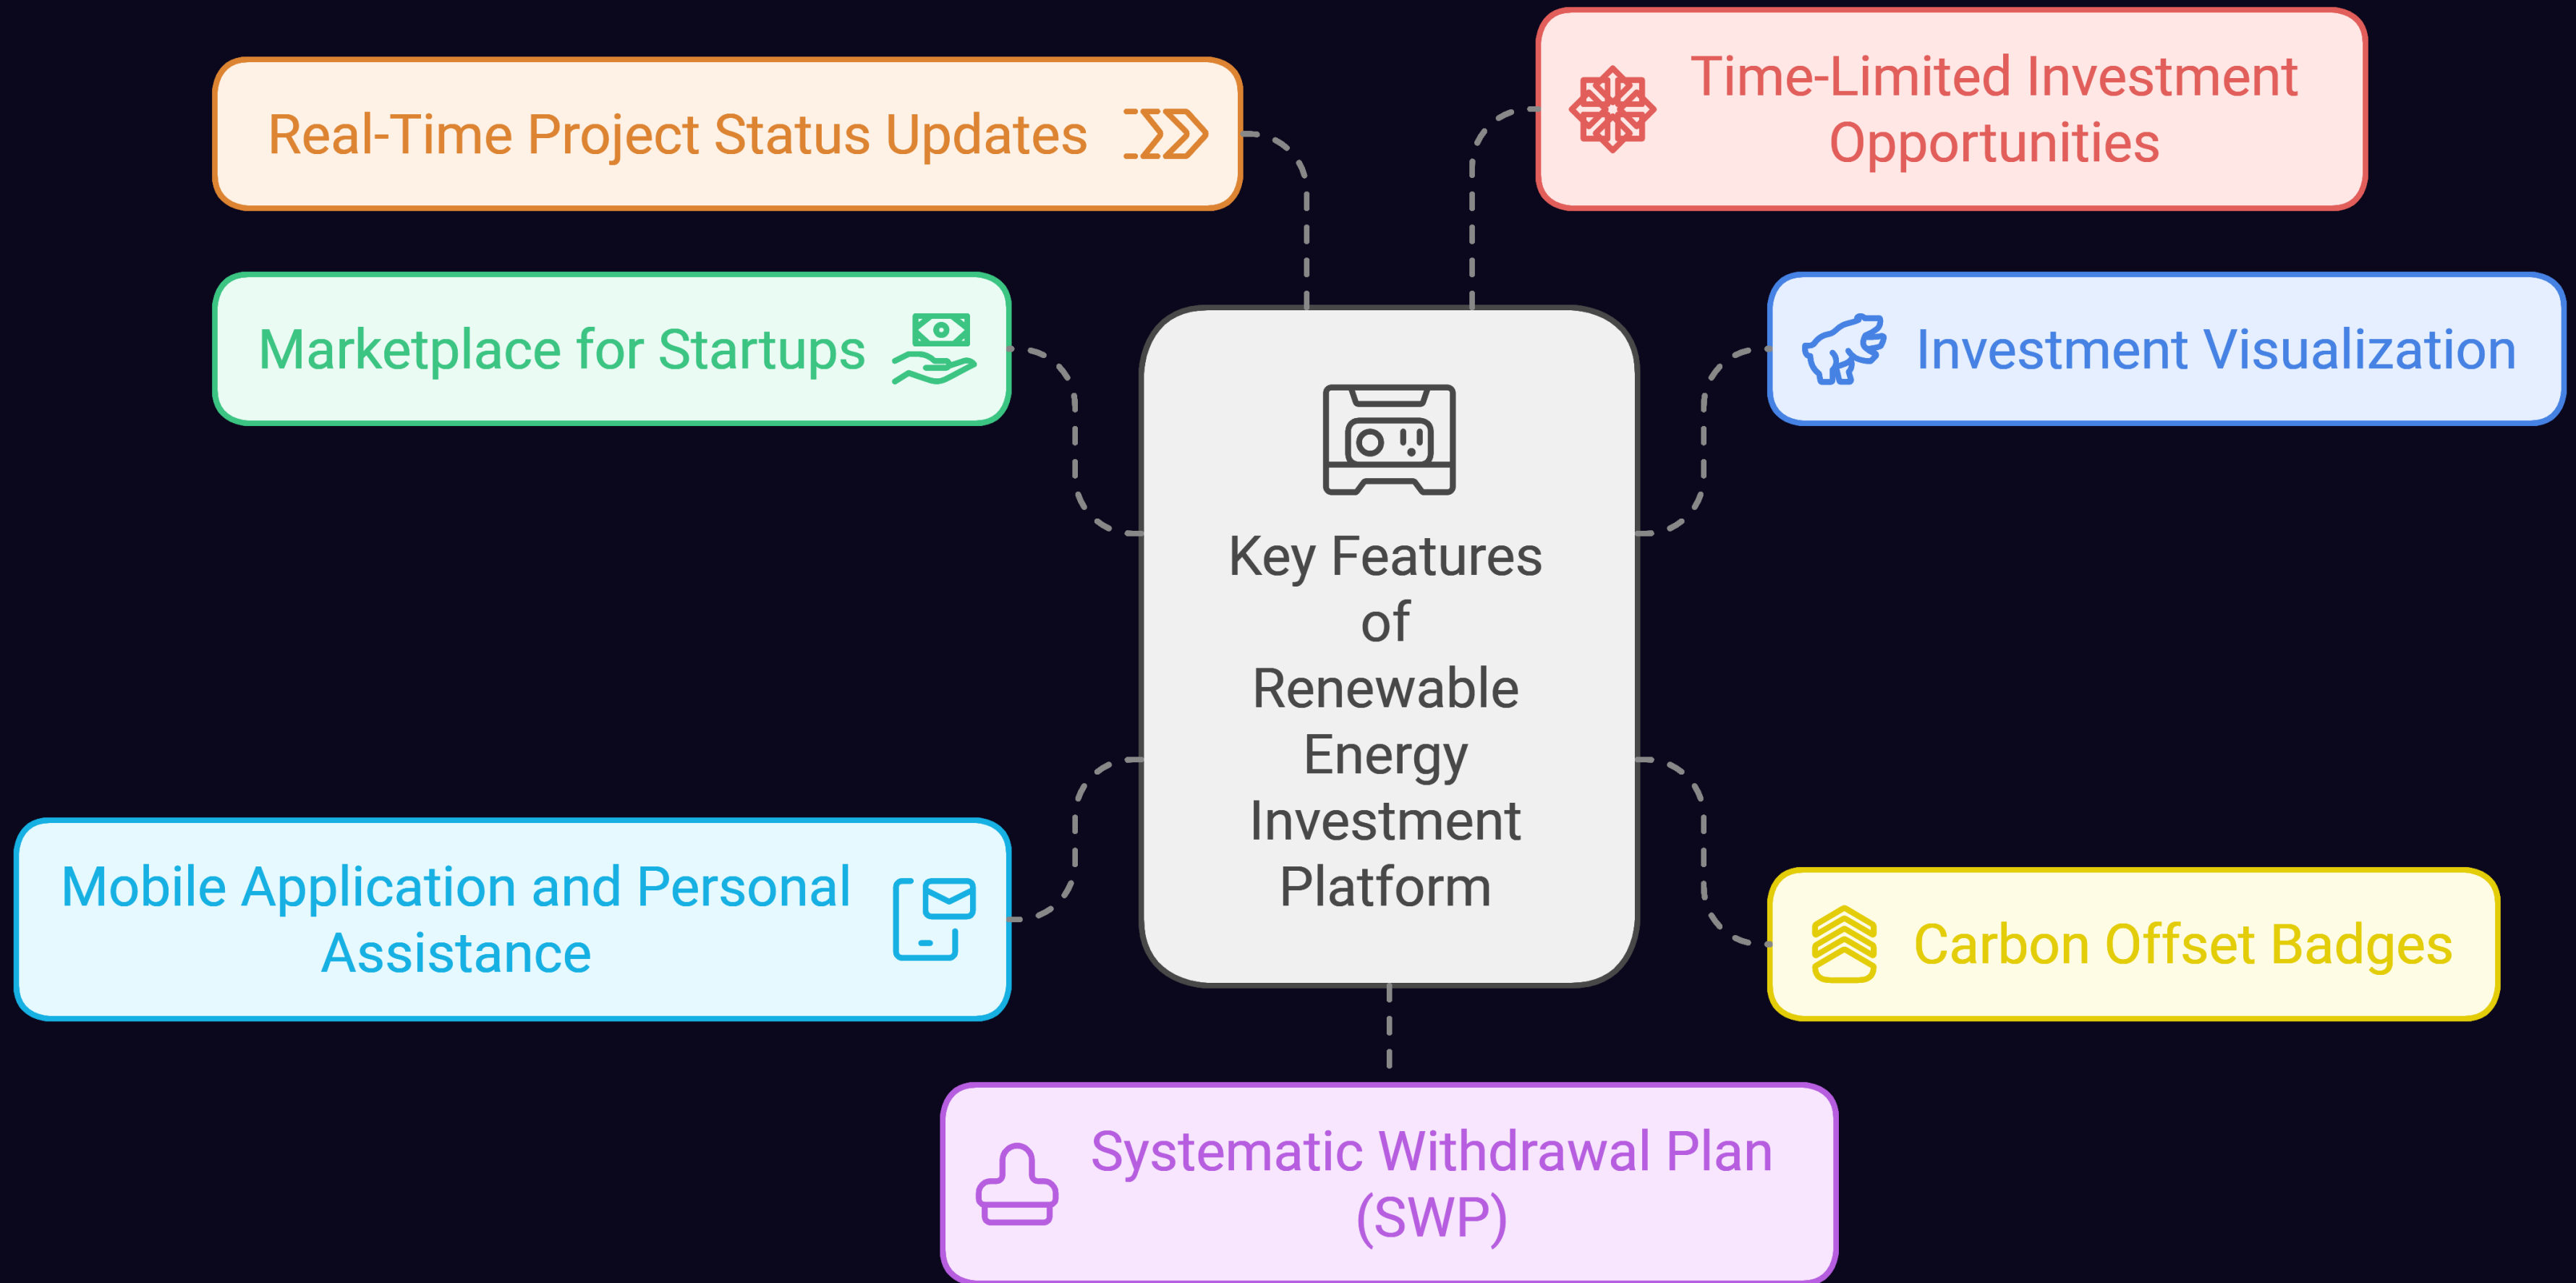 Real-Time Project Status Updates
Time-Limited Investment
Opportunities
Marketplace for Startups
Investment Visualization
Key Features
of
Renewable
Energy
Investment
Platform
Mobile Application and Personal
Assistance
Carbon Offset Badges
Systematic Withdrawal Plan
(SWP)